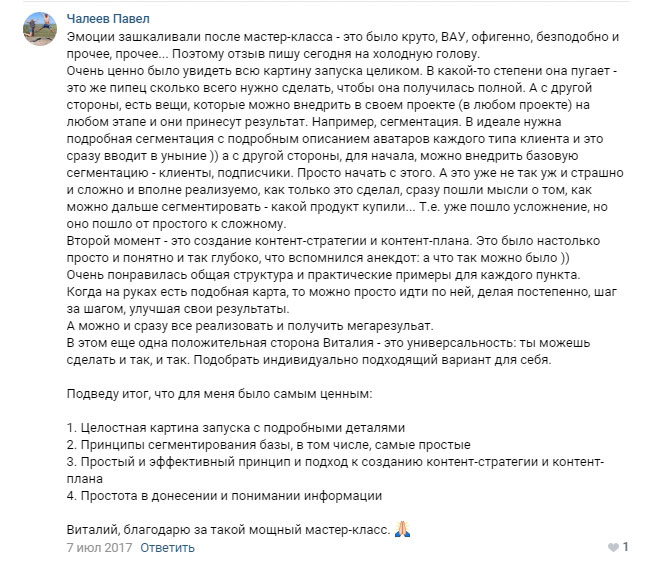 Чалеев Павел
Эмоции зашкаливали после мастер-класса - это было круто, ВАУ, офигенно, бесподобно и
прочее, прочее... Поэтому отзыв пишу сегодня на холодную голову.
Очень ценно было увидеть всю картину запуска целиком. В какой-то степени она пугает -
это же пипец сколько всего нужно сделать, чтобы она получилась полной. А с другой
стороны, есть вещи, которые можно внедрить в своем проекте (в любом проекте) на
любом этапе и они принесут результат. Например, сегментация. В идеале нужна
подробная сегментация с подробным описанием аватаров каждого типа клиента и это
сразу вводит в уныние )) а с другой стороны, для начала, можно внедрить базовую
сегментацию - клиенты, подписчики. Просто начать с этого. А это уже не так уж и страшно
и сложно и вполне реализуемо, как только это сделал, сразу пошли мысли о том, как
можно дальше сегментировать - какой продукт купили... Т.е. уже пошло усложнение, но
оно пошло от простого к сложному.
Второй момент - это создание контент-стратегии и контент-плана. Это было настолько
просто и понятно и так глубоко, что вспомнился анекдот: а что так можно было ))
Очень понравилась общая структура и практические примеры для каждого пункта.
Когда на руках есть подобная карта, то можно просто идти по ней, делая постепенно, шаг
за шагом, улучшая свои результаты.
А можно и сразу все реализовать и получить мегарезульат.
В этом еще одна положительная сторона Виталия - это универсальность: ты можешь
сделать и так, и так. Подобрать индивидуально подходящий вариант для себя.
Подведу итог, что для меня было самым ценным:
1. Целостная картина запуска с подробными деталями
2. Принципы сегментирования базы, в том числе, самые простые
3. Простый и эффективный принцип и подход к созданию контент-стратегии и контент-
плана
4. Простота в донесении и понимании информации
Виталий, благодарю за такой мощный мастер-класс. 🙏
7 июл 2017 Ответить 1